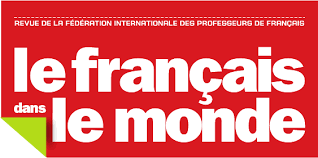 REVUE DE LA FÉDÉRATION INTERNATIONALE DES PROFESSEURS DE FRANÇAIS
le français
dans le monde